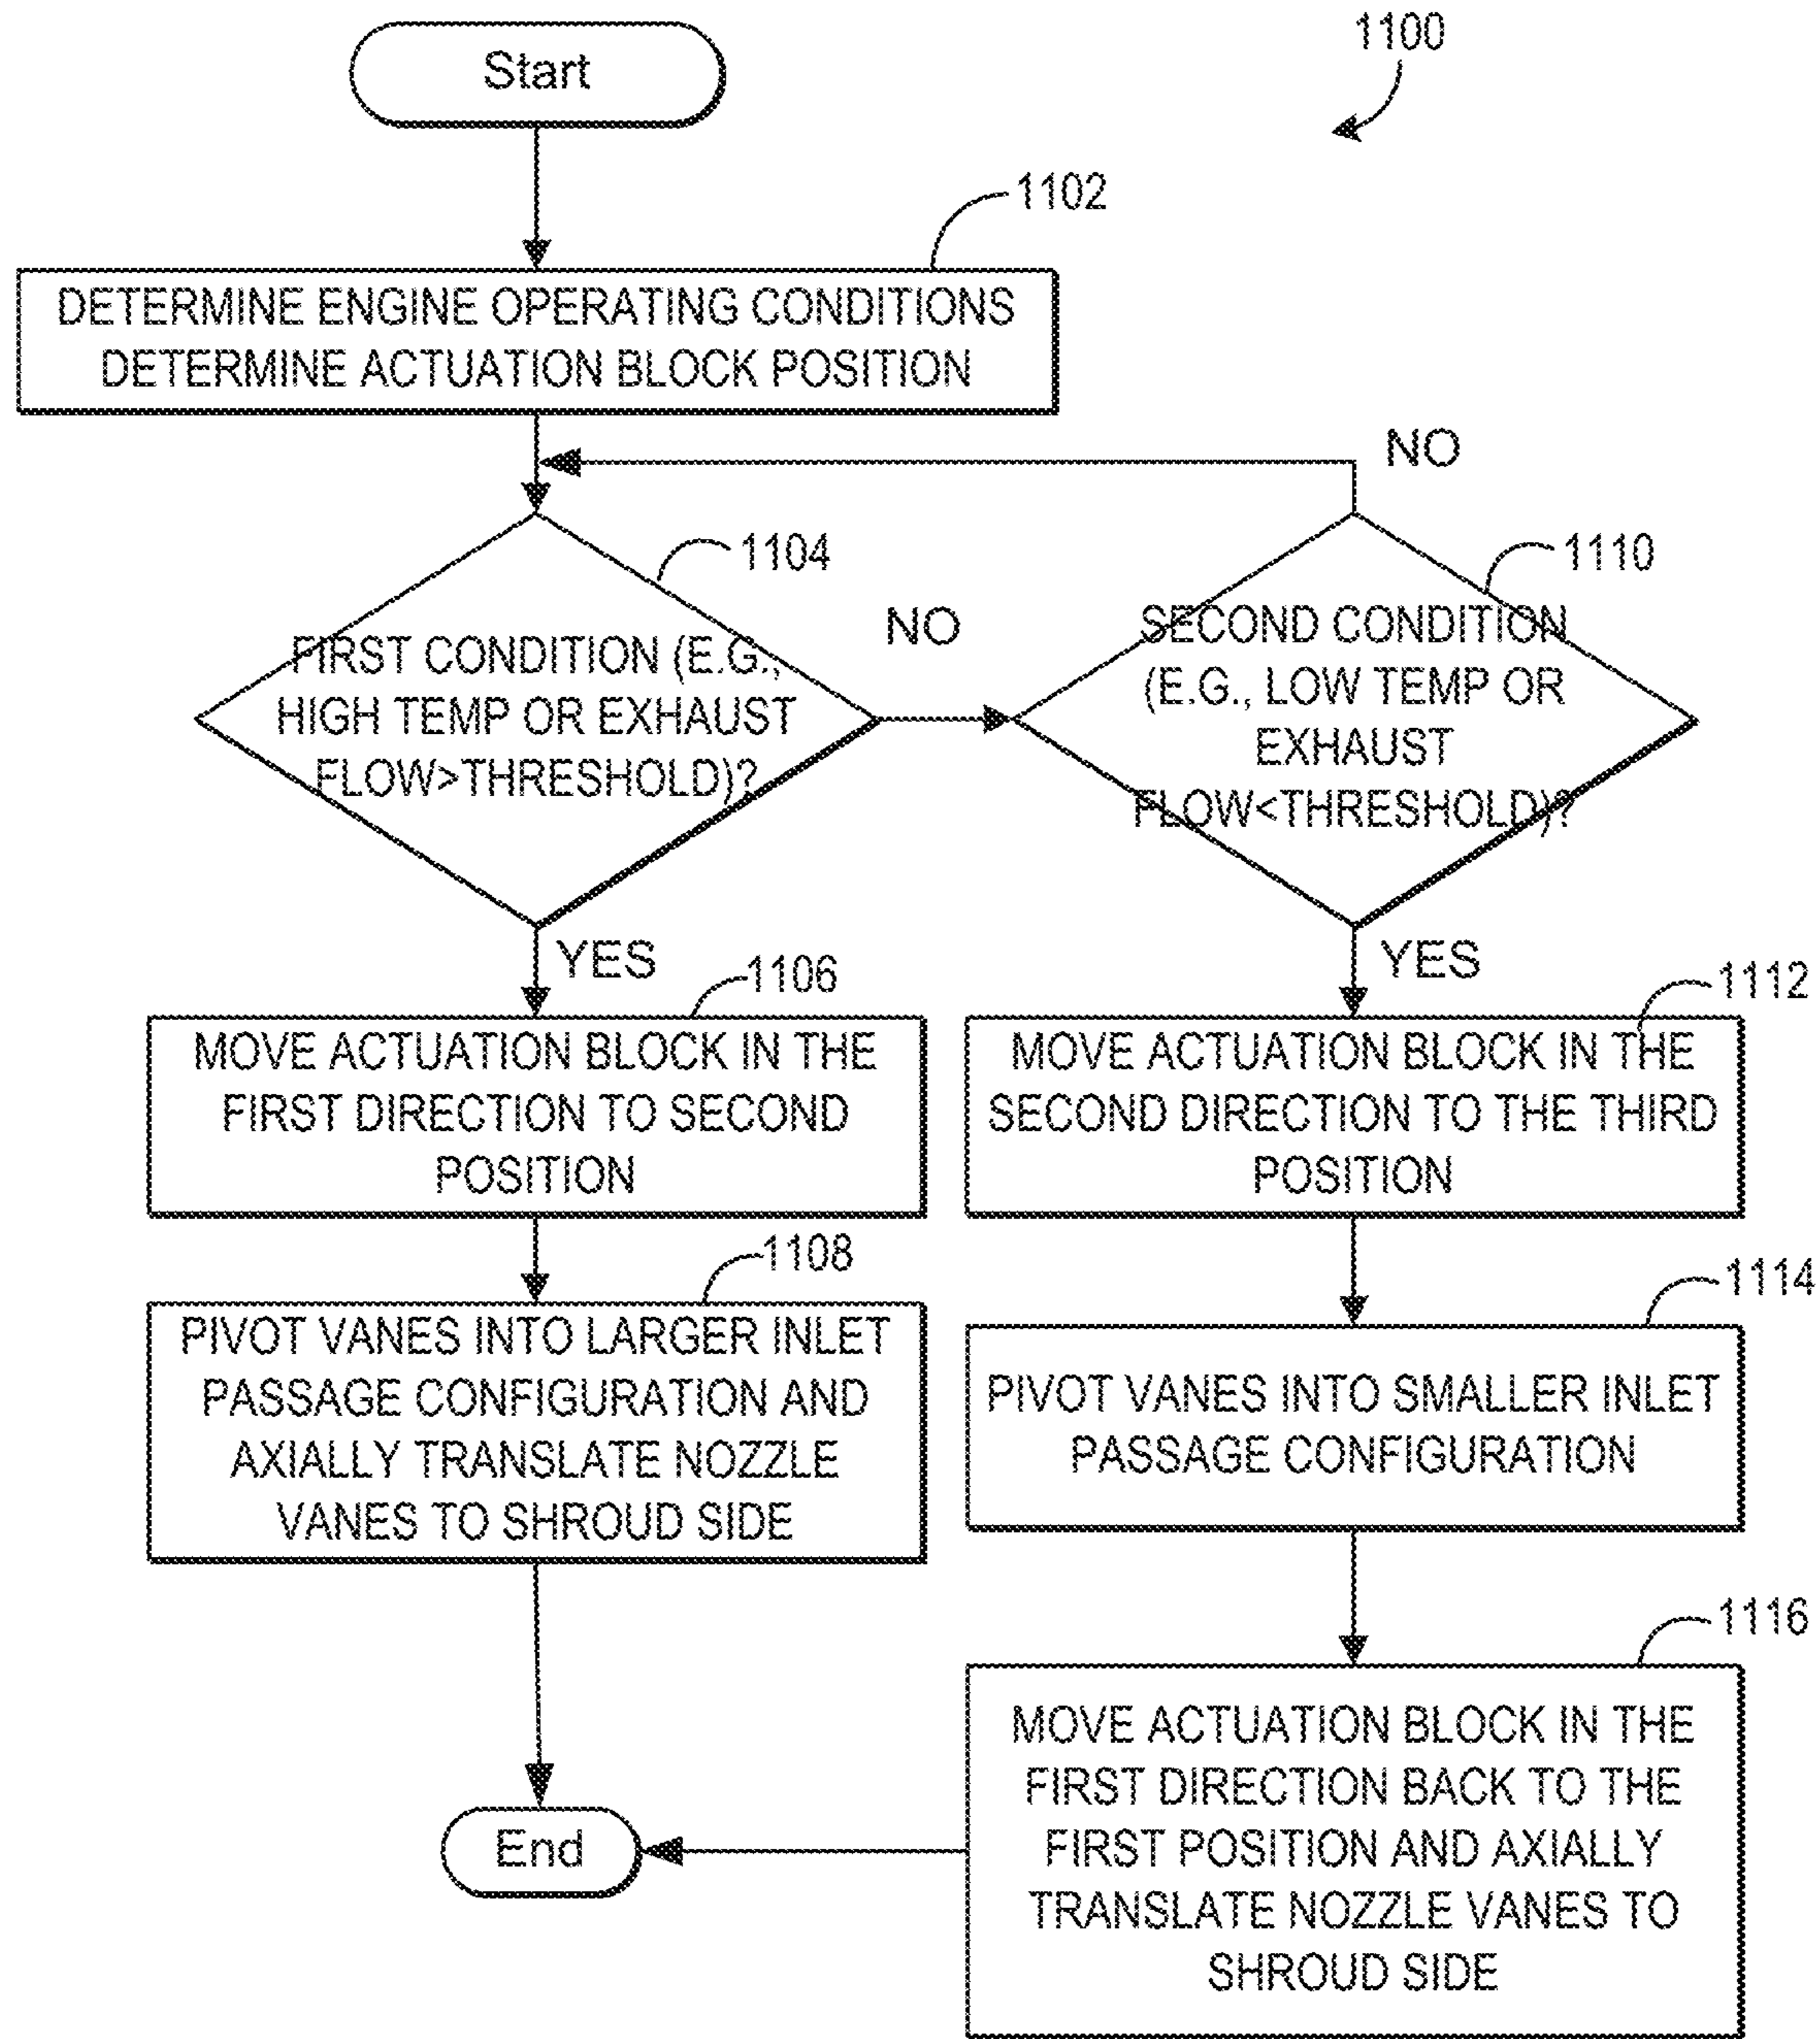 Start
1100
1102
DETERMINE ENGINE OPERATING CONDITIONS
DETERMINE ACTUATION BLOCK POSITION
NO
1104
1110
NO
FIRST CONDITION (E.G.,
HIGH TEMP OR EXHAUST
FLOW>THRESHOLD)?
SECOND CONDITION
(E.G., LOW TEMP OR
EXHAUST
FLOW<THRESHOLD)?
YES
YES
1106
1112
MOVE ACTUATION BLOCK IN THE
FIRST DIRECTION TO SECOND
POSITION
MOVE ACTUATION BLOCK IN THE
SECOND DIRECTION TO THE THIRD
POSITION
1108
1114
PIVOT VANES INTO LARGER INLET
PASSAGE CONFIGURATION AND
AXIALLY TRANSLATE NOZZLE
VANES TO SHROUD SIDE
PIVOT VANES INTO SMALLER INLET
PASSAGE CONFIGURATION
1116
MOVE ACTUATION BLOCK IN THE
FIRST DIRECTION BACK TO THE
FIRST POSITION AND AXIALLY
TRANSLATE NOZZLE VANES TO
SHROUD SIDE
End